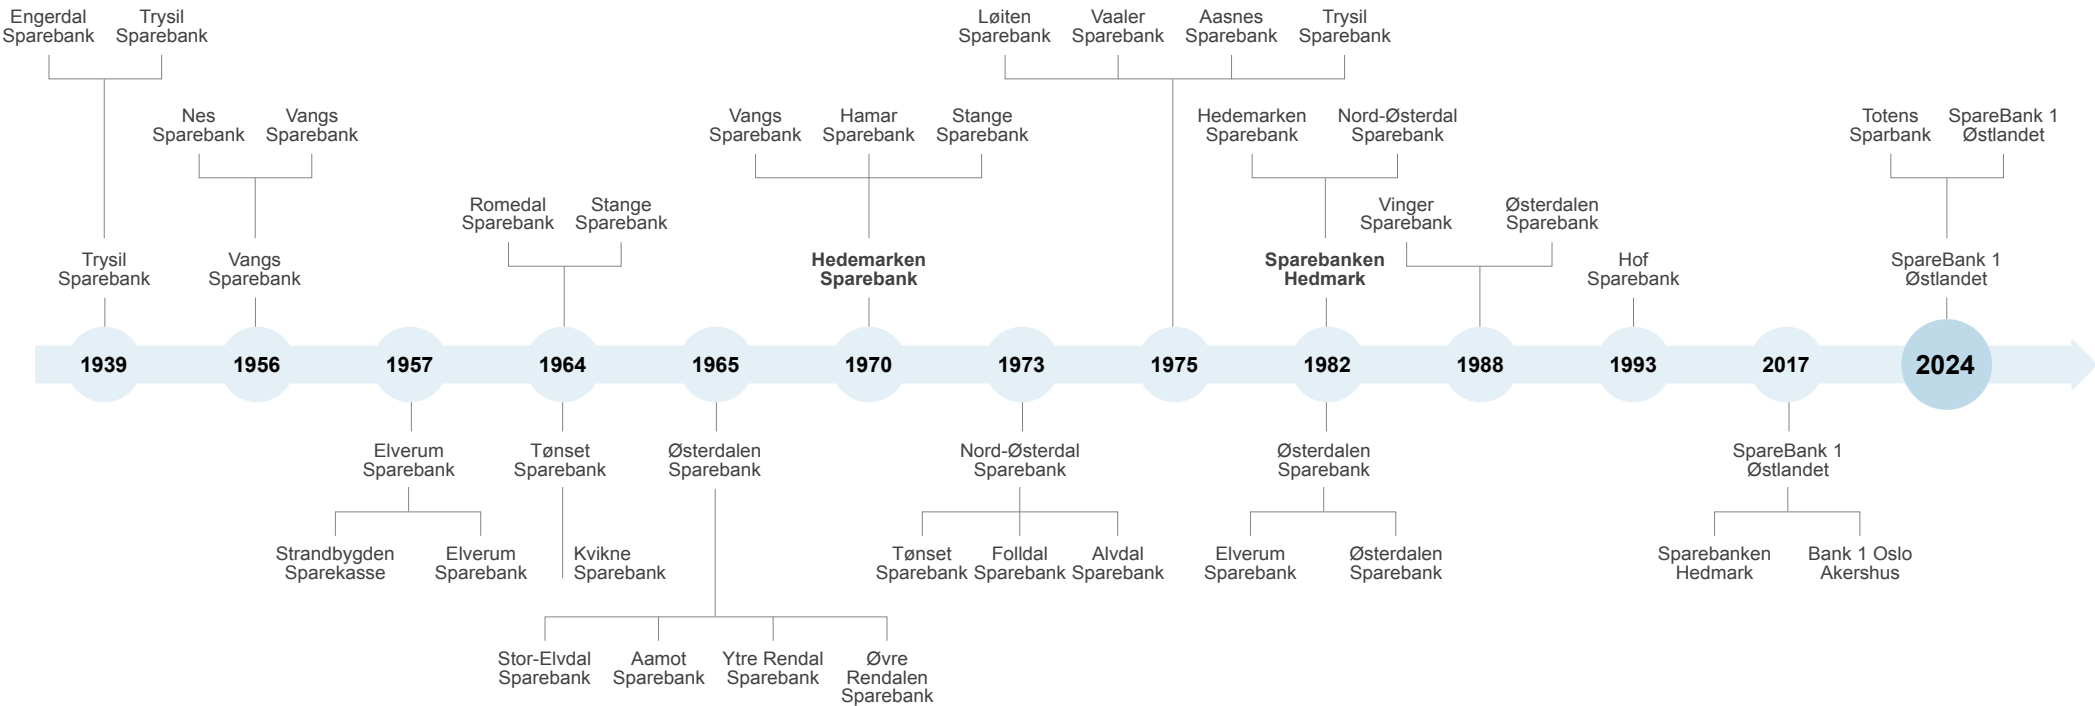 Engerdal
Sparebank
Trysil
Sparebank
Løiten
Sparebank
Vaaler
Sparebank
Aasnes
Sparebank
Trysil
Sparebank
Nes
Sparebank
Vangs
Sparebank
Vangs
Sparebank
Hamar
Sparebank
Stange
Sparebank
Hedemarken
Sparebank
Nord-Østerdal
Sparebank
Totens
Sparbank
SpareBank 1
Østlandet
Romedal
Sparebank
Stange
Sparebank
Vinger
Sparebank
Østerdalen
Sparebank
Trysil
Sparebank
Vangs
Sparebank
Hedemarken
Sparebank
Sparebanken
Hedmark
Hof
Sparebank
SpareBank 1
Østlandet
1939
1956
1957
1964
1965
1970
1973
1975
1982
1988
1993
2017
2024
Elverum
Sparebank
Tønset
Sparebank
Østerdalen
Sparebank
Nord-Østerdal
Sparebank
Østerdalen
Sparebank
SpareBank 1
Østlandet
Strandbygden
Sparekasse
Elverum
Sparebank
Kvikne
Sparebank
Tønset
Sparebank
Folldal
Sparebank
Alvdal
Sparebank
Elverum
Sparebank
Østerdalen
Sparebank
Sparebanken
Hedmark
Bank 1 Oslo
Akershus
Stor-Elvdal
Sparebank
Aamot
Sparebank
Ytre Rendal
Sparebank
Øvre
Rendalen
Sparebank